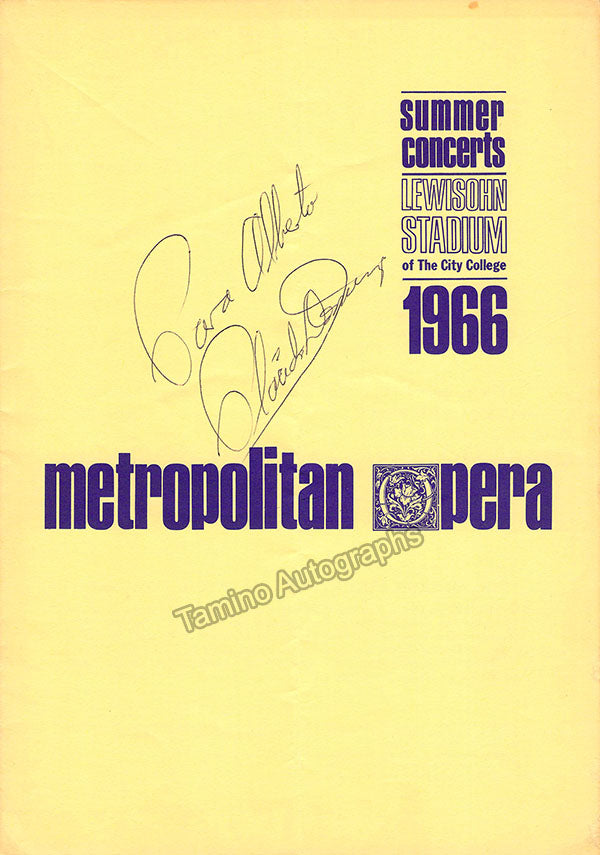 summer
concerts
LEWISOHN
STADIUM
of The City College
1966
Para Alberto
metropolitan Opera
Tamino Autographs